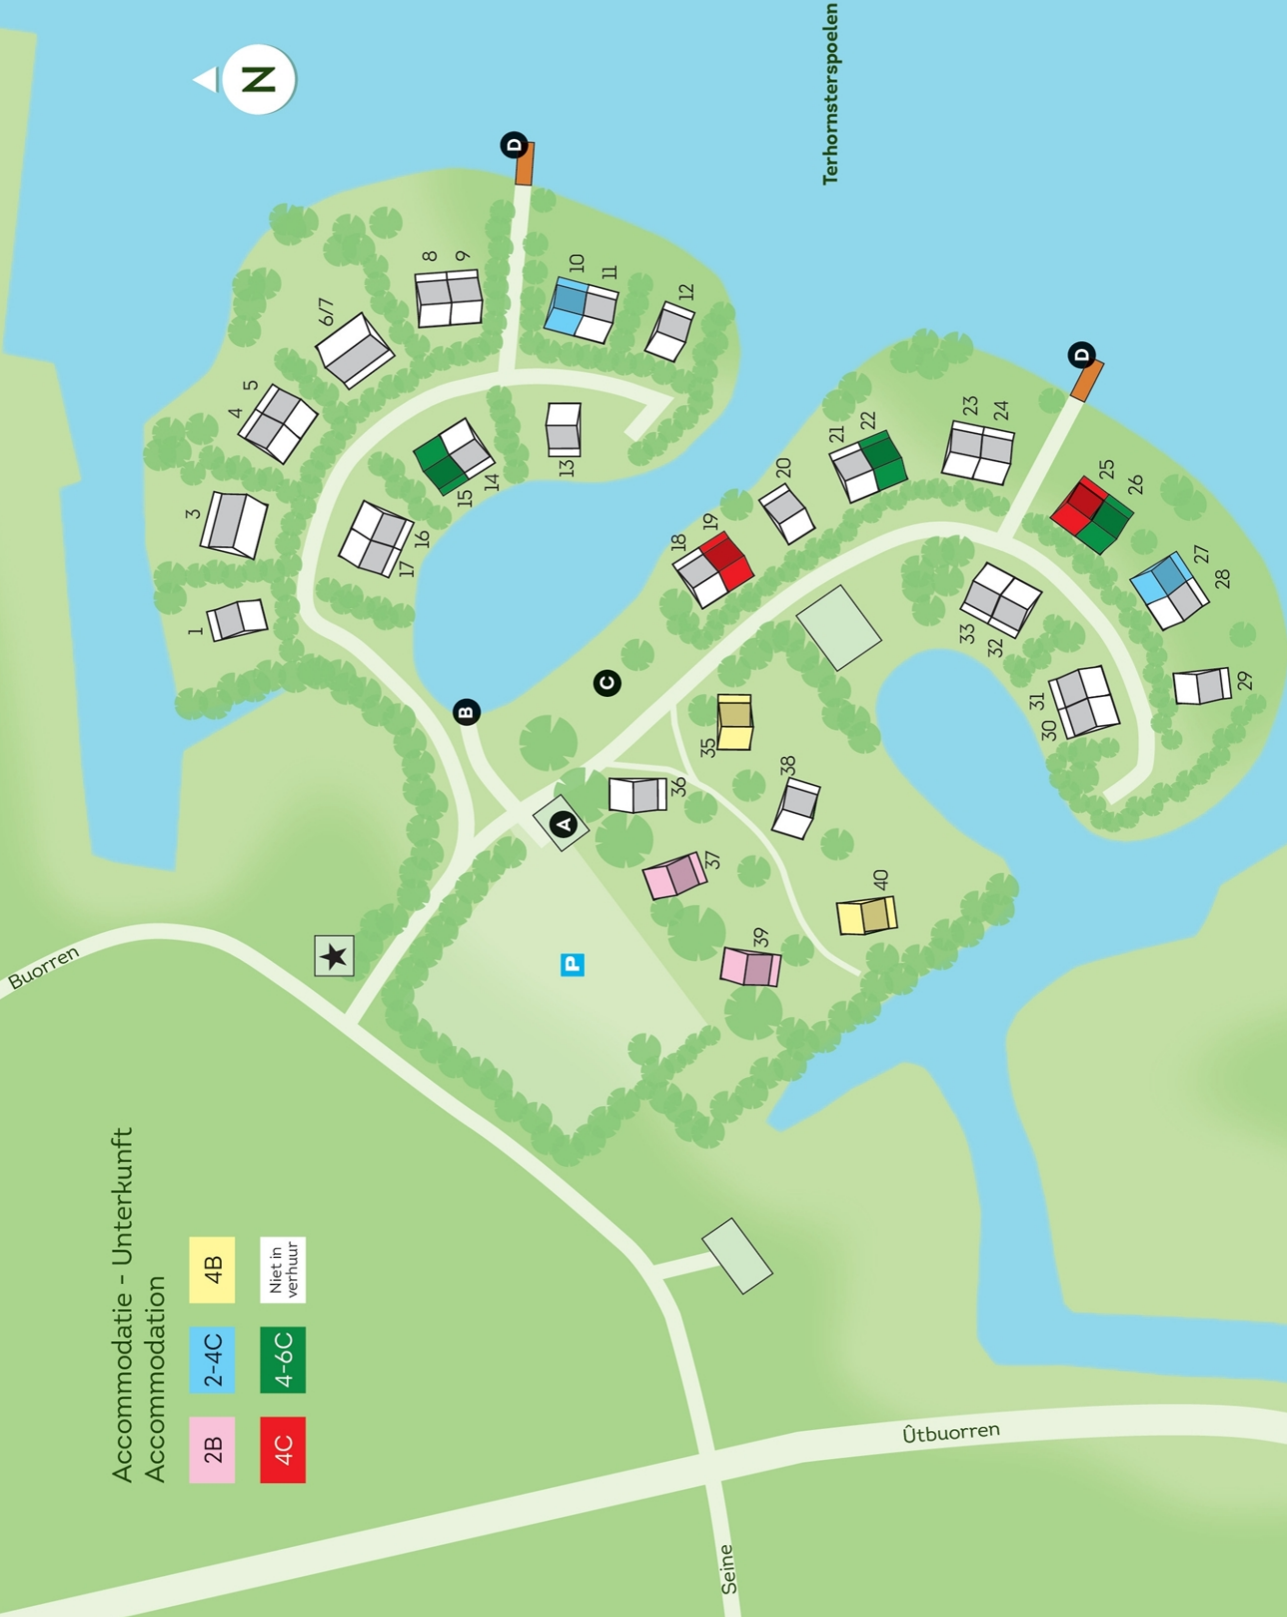 Accommodatie - Unterkunft
Accommodation
2B
2-4C
4B
4C
4-6C
Niet in
verhuur
Buorren
Seine
Ûtbuorren
Terhornsterspoelen
N
P
A
B
C
D
D
1
3
4
5
6/7
8
9
10
11
12
13
14
15
16
17
18
19
20
21
22
23
24
25
26
27
28
29
30
31
32
33
35
36
37
38
39
40